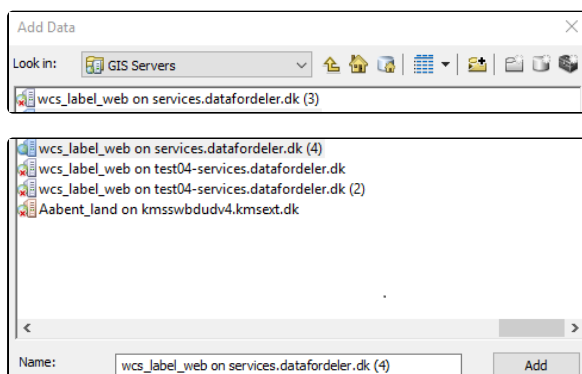 Add Data
Look in: GIS Servers
wcs_label_web on services.datafordeler.dk (3)
wcs_label_web on services.datafordeler.dk (4)
wcs_label_web on test04-services.datafordeler.dk
wcs_label_web on test04-services.datafordeler.dk (2)
Aabent_land on kmsswbdudv4.kmsext.dk
Name: wcs_label_web on services.datafordeler.dk (4) Add